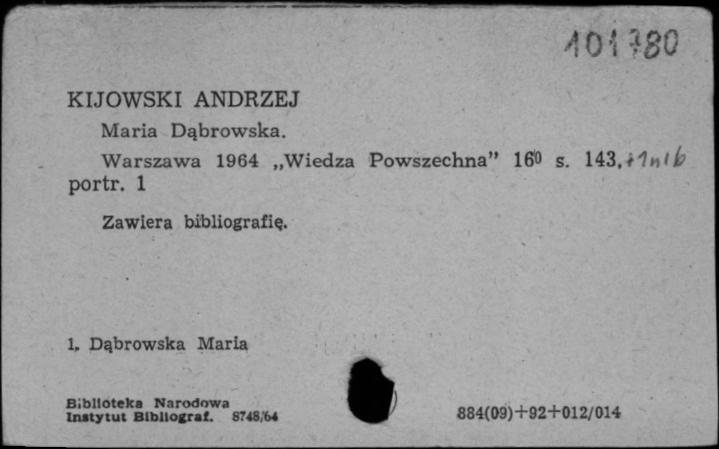 101780
KIJOWSKI ANDRZEJ
Maria Dąbrowska.
Warszawa 1964 „Wiedza Powszechna” 16⁰ s. 143, +1nlb
portr. 1
Zawiera bibliografię.
1. Dąbrowska Maria
Biblioteka Narodowa
Instytut Bibliograf. 8748/64
884(09)+92+012/014